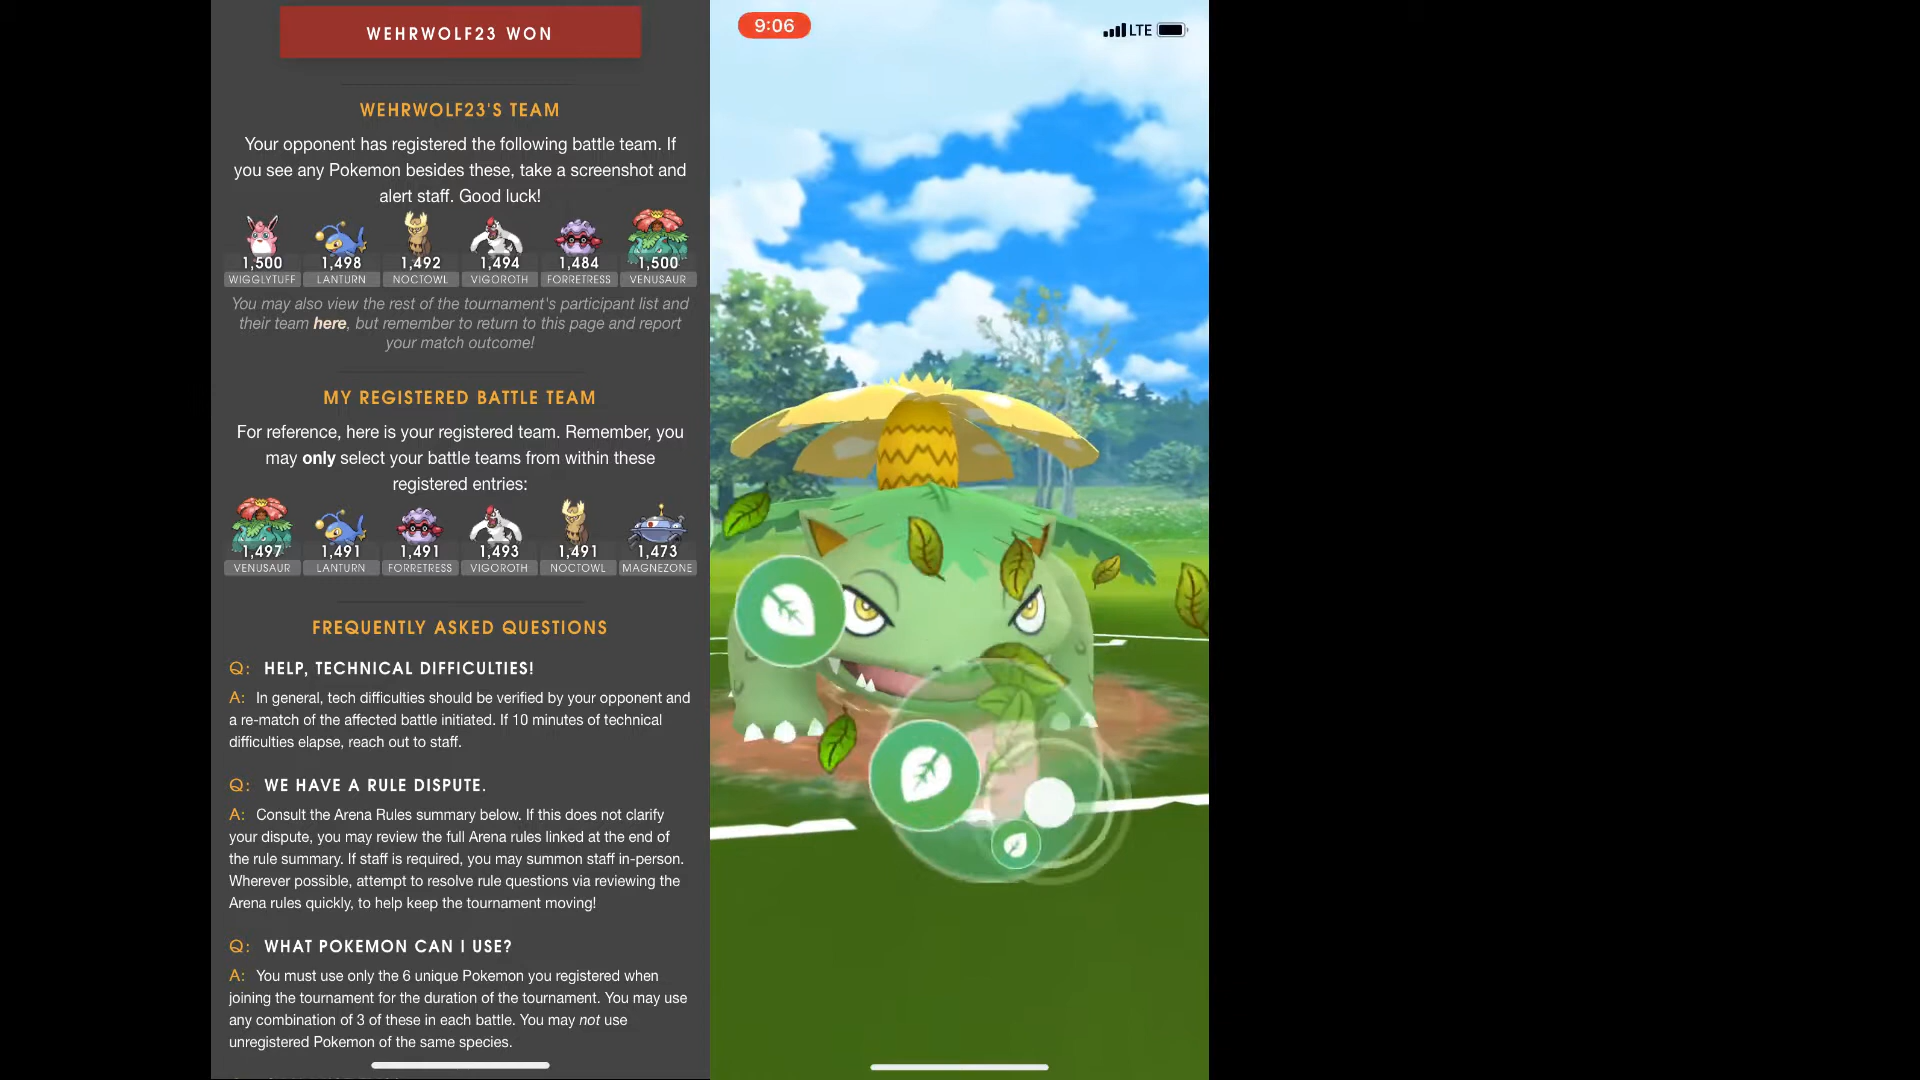 WEHRWOLF23 WON
WEHRWOLF23'S TEAM
Your opponent has registered the following battle team. If
you see any Pokemon besides these, take a screenshot and
alert staff. Good luck!
1,500 1,498 1,492 1,494 1,484 1,500
WIGGLYTUFF LANTURN NOCTOWL VIGOROTH FORRETRESS VENUSAUR
You may also view the rest of the tournament's participant list and
their team here, but remember to return to this page and report
your match outcome!
MY REGISTERED BATTLE TEAM
For reference, here is your registered team. Remember, you
may only select your battle teams from within these
registered entries:
1,497 1,491 1,491 1,493 1,491 1,473
VENUSAUR LANTURN FORRETRESS VIGOROTH NOCTOWL MAGNEZONE
FREQUENTLY ASKED QUESTIONS
Q: HELP, TECHNICAL DIFFICULTIES!
A: In general, tech difficulties should be verified by your opponent and
a re-match of the affected battle initiated. If 10 minutes of technical
difficulties elapse, reach out to staff.
Q: WE HAVE A RULE DISPUTE.
A: Consult the Arena Rules summary below. If this does not clarify
your dispute, you may review the full Arena rules linked at the end of
the rule summary. If staff is required, you may summon staff in-person.
Wherever possible, attempt to resolve rule questions via reviewing the
Arena rules quickly, to help keep the tournament moving!
Q: WHAT POKEMON CAN I USE?
A: You must use only the 6 unique Pokemon you registered when
joining the tournament for the duration of the tournament. You may use
any combination of 3 of these in each battle. You may not use
unregistered Pokemon of the same species.
9:06
LTE